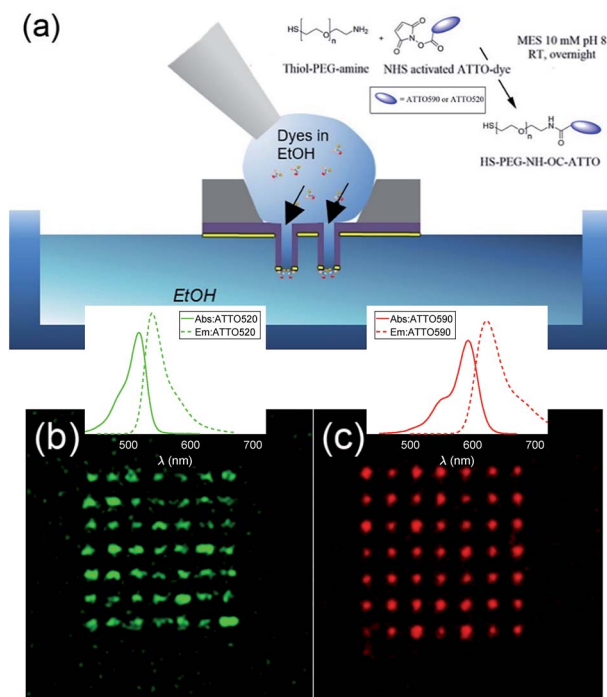 (a)
HS
n
NH₂
+
N
O
O
O
O
MES 10 mM pH 8
RT, overnight
Thiol-PEG-amine
NHS activated ATTO-dye
= ATTO590 or ATTO520
HS
O
n
H
N
O
HS-PEG-NH-OC-ATTO
Dyes in
EtOH
EtOH
Abs:ATTO520
Em:ATTO520
Abs:ATTO590
Em:ATTO590
(b)
500 600 700
λ (nm)
(c)
500 600 700
λ (nm)